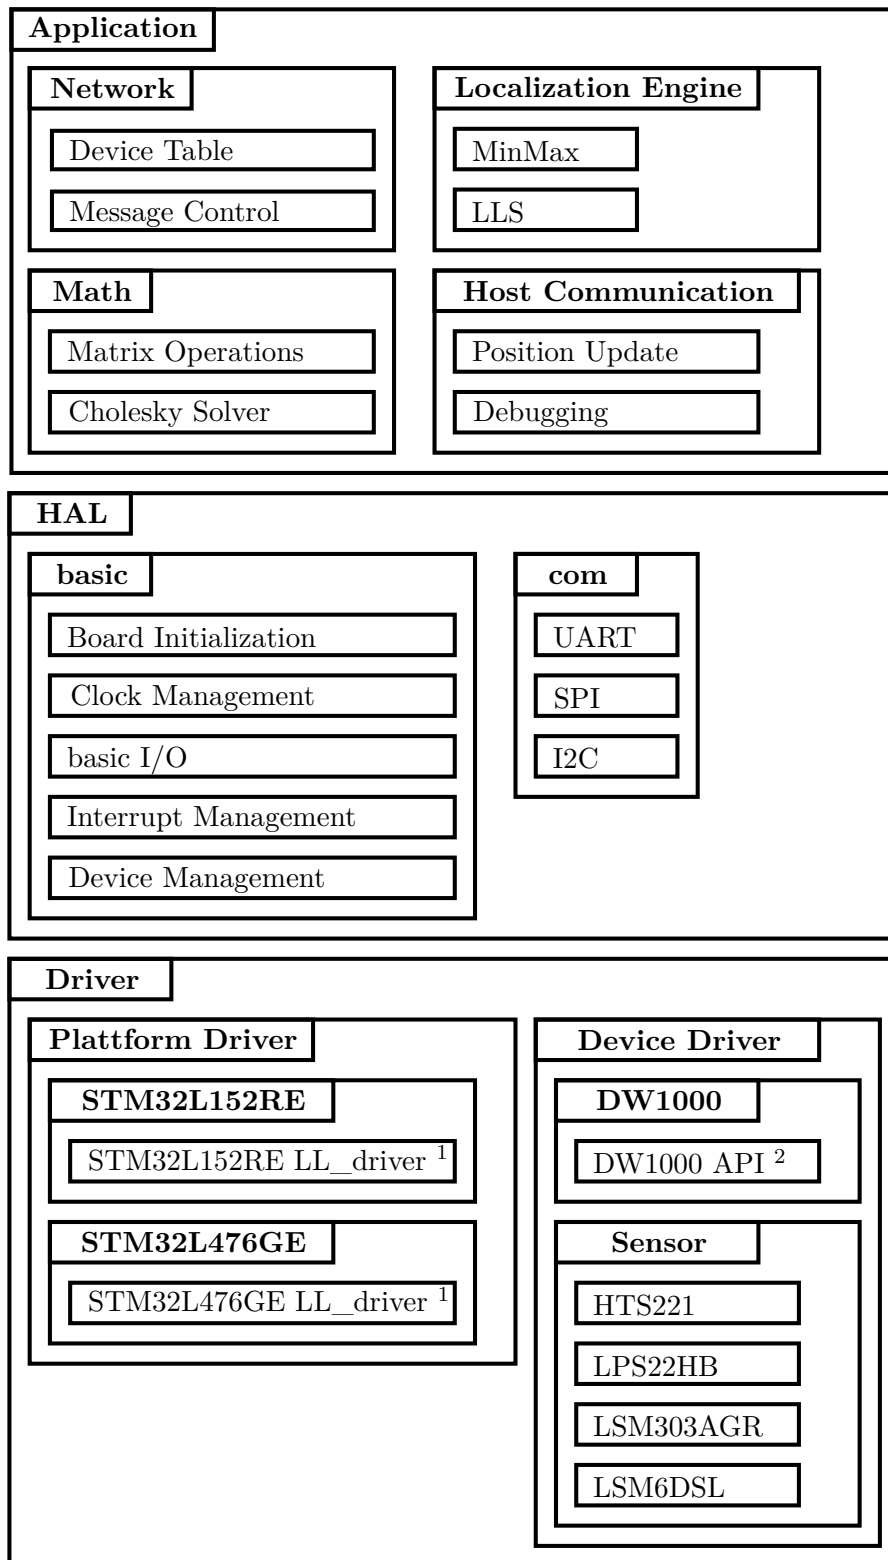 Application
Network
Device Table
Message Control
Localization Engine
MinMax
LLS
Math
Matrix Operations
Cholesky Solver
Host Communication
Position Update
Debugging
HAL
basic
Board Initialization
Clock Management
basic I/O
Interrupt Management
Device Management
com
UART
SPI
I2C
Driver
Plattform Driver
STM32L152RE
STM32L152RE LL_driver ¹
STM32L476GE
STM32L476GE LL_driver ¹
Device Driver
DW1000
DW1000 API ²
Sensor
HTS221
LPS22HB
LSM303AGR
LSM6DSL